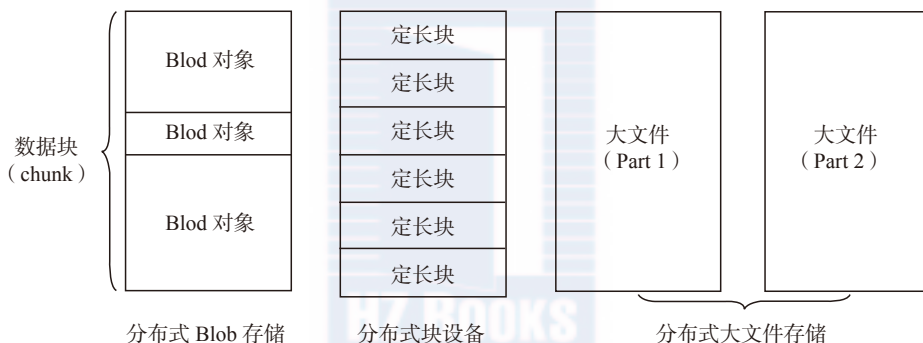 数据块
（chunk）
Blod 对象
Blod 对象
Blod 对象
分布式 Blob 存储
定长块
定长块
定长块
定长块
定长块
定长块
分布式块设备
大文件
（Part 1）
大文件
（Part 2）
分布式大文件存储
HZ BOOKS